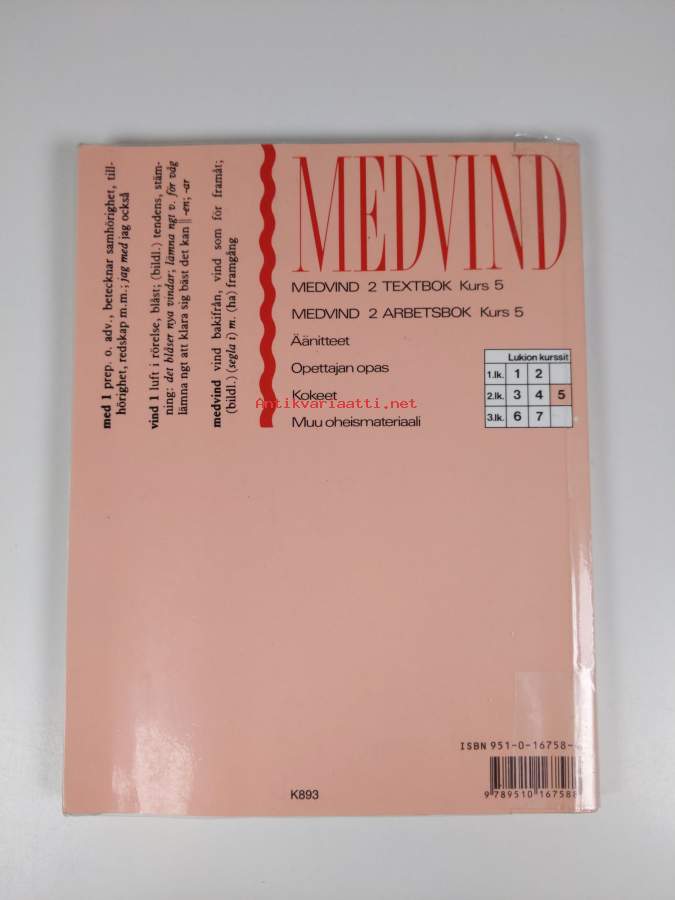 med 1 prep. o. adv., betecknar samhörighet, till-
hörighet, redskap m.m.; jag med jag också
vind 1 luft i rörelse, blåst; (bildl.) tendens, stäm-
ning: det blåser nya vindar; lämna ngt v. för våg
lämna ngt att klara sig bäst det kan || -en; -ar
medvind vind bakifrån, vind som för framåt;
(bildl.) (segla i) m. (ha) framgång
MEDVIND
MEDVIND 2 TEXTBOK Kurs 5
MEDVIND 2 ARBETSBOK Kurs 5
Äänitteet
Opettajan opas
Kokeet
Muu oheismateriaali
Lukion kurssit
1.lk. 1 2
2.lk. 3 4 5
3.lk. 6 7
Antikvariaatti.net
ISBN 951-0-16758-
9 789510 167588
K893